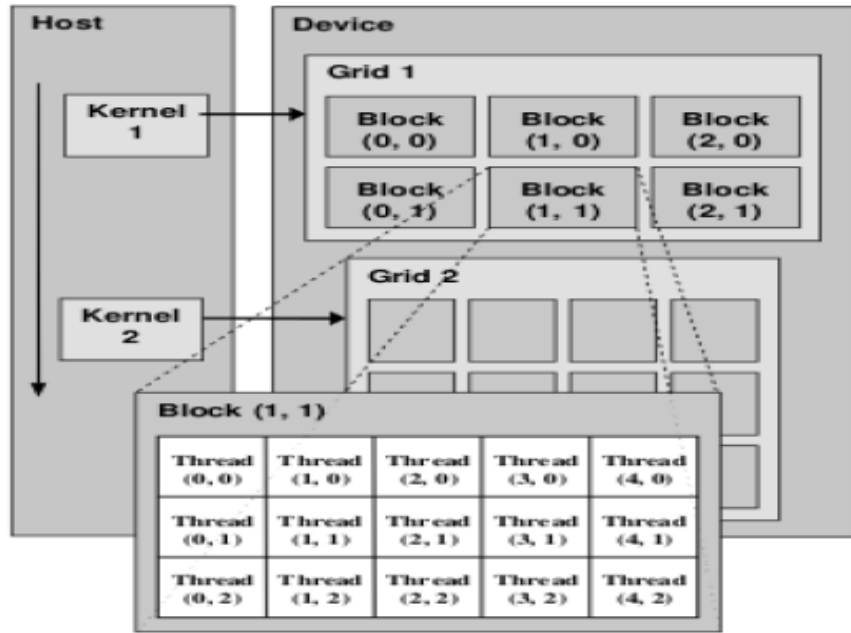 Host
Device
Grid 1
Kernel
1
Block
(0, 0)
Block
(1, 0)
Block
(2, 0)
Block
(0, 1)
Block
(1, 1)
Block
(2, 1)
Grid 2
Kernel
2
Block (1, 1)
Thread
(0, 0)
Thread
(1, 0)
Thread
(2, 0)
Thread
(3, 0)
Thread
(4, 0)
Thread
(0, 1)
Thread
(1, 1)
Thread
(2, 1)
Thread
(3, 1)
Thread
(4, 1)
Thread
(0, 2)
Thread
(1, 2)
Thread
(2, 2)
Thread
(3, 2)
Thread
(4, 2)